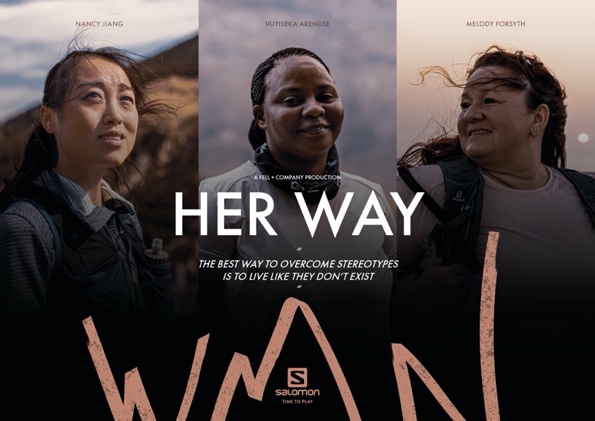 NANCY JIANG
VUYISEKA ARENDSE
MELODY FORSYTH
A FELL + COMPANY PRODUCTION
HER WAY
"
THE BEST WAY TO OVERCOME STEREOTYPES
IS TO LIVE LIKE THEY DON'T EXIST
"
S
SALOMON
TIME TO PLAY